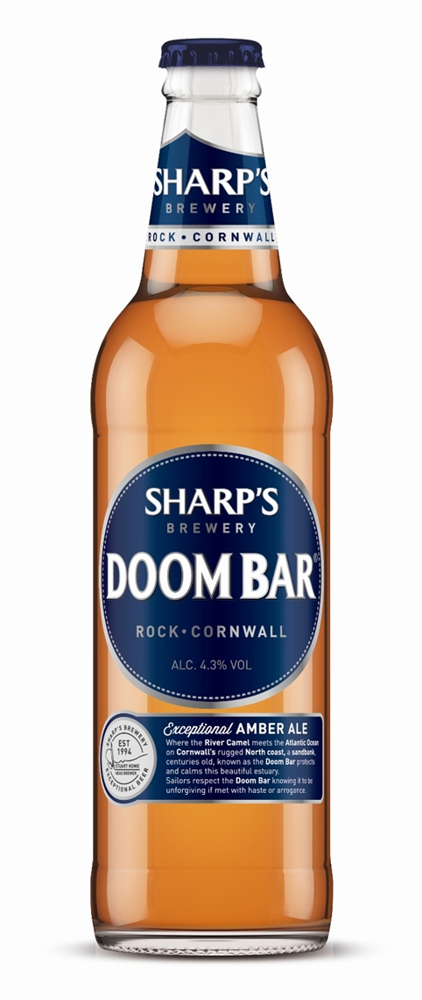 SHARP'S
BREWERY
ROCK • CORNWALL
SHARP'S
BREWERY
DOOM BAR®
ROCK • CORNWALL
ALC. 4.3% VOL
Exceptional AMBER ALE
Where the River Camel meets the Atlantic Ocean
on Cornwall's rugged North coast, a sandbank,
centuries old, known as the Doom Bar protects
and calms this beautiful estuary.
Sailors respect the Doom Bar knowing it to be
unforgiving if met with haste or arrogance.
SHARP'S BREWERY
EST
1994
STUART HOWE
HEAD BREWER
EXCEPTIONAL BEER